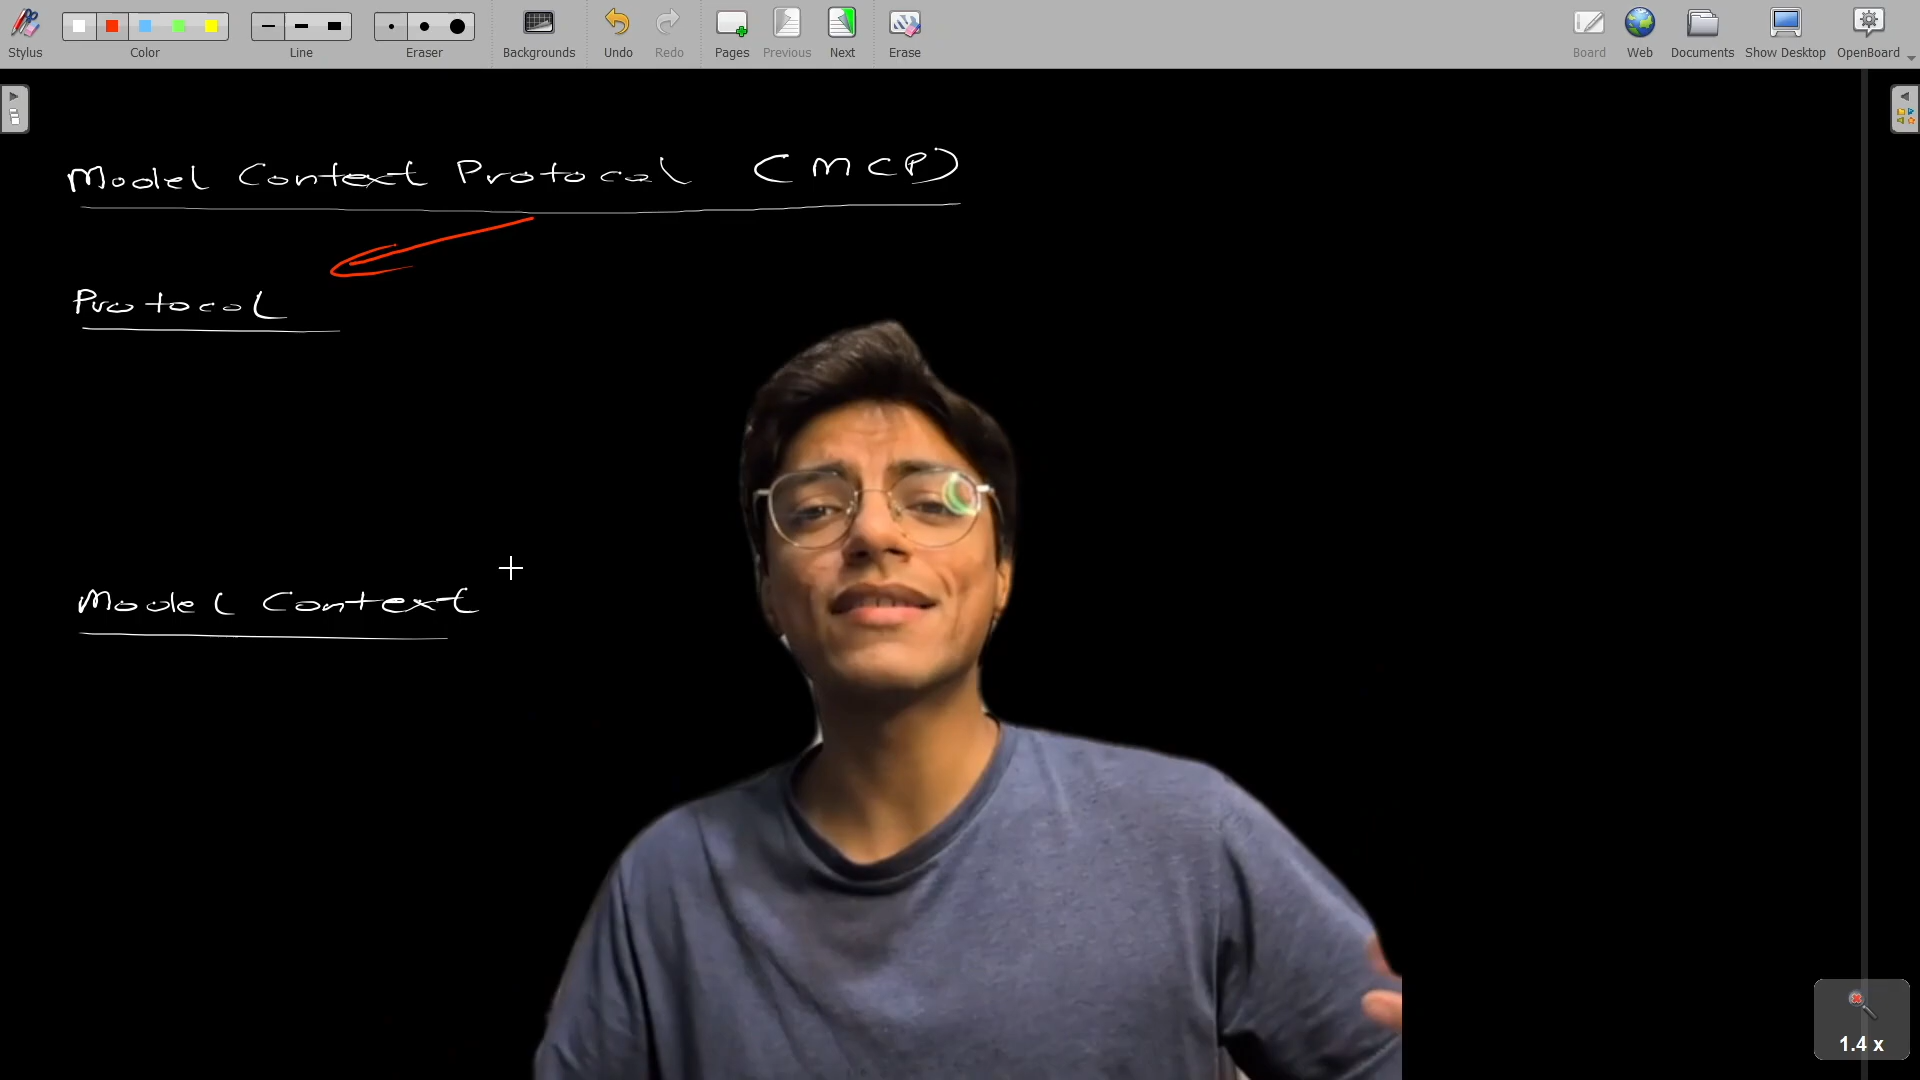 Stylus Color Line Eraser Backgrounds Undo Redo Pages Previous Next Erase Board Web Documents Show Desktop OpenBoard
Model Context Protocol (MCP)
Protocol
Model Context
1.4 x